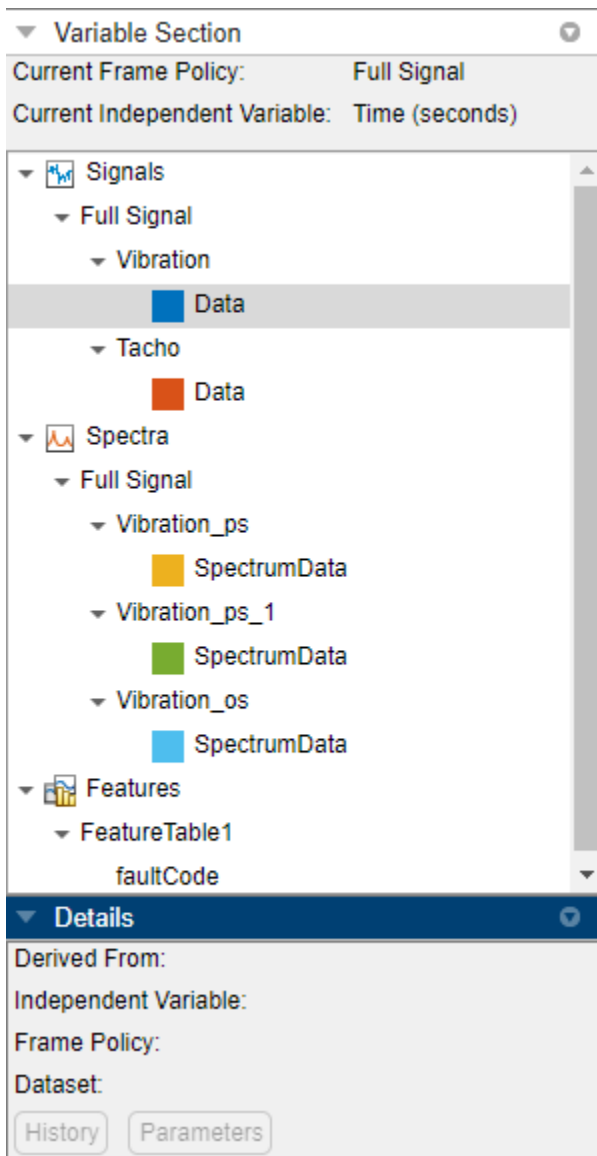 Variable Section
Current Frame Policy: Full Signal
Current Independent Variable: Time (seconds)
Signals
Full Signal
Vibration
Data
Tacho
Data
Spectra
Full Signal
Vibration_ps
SpectrumData
Vibration_ps_1
SpectrumData
Vibration_os
SpectrumData
Features
FeatureTable1
faultCode
Details
Derived From:
Independent Variable:
Frame Policy:
Dataset:
History Parameters